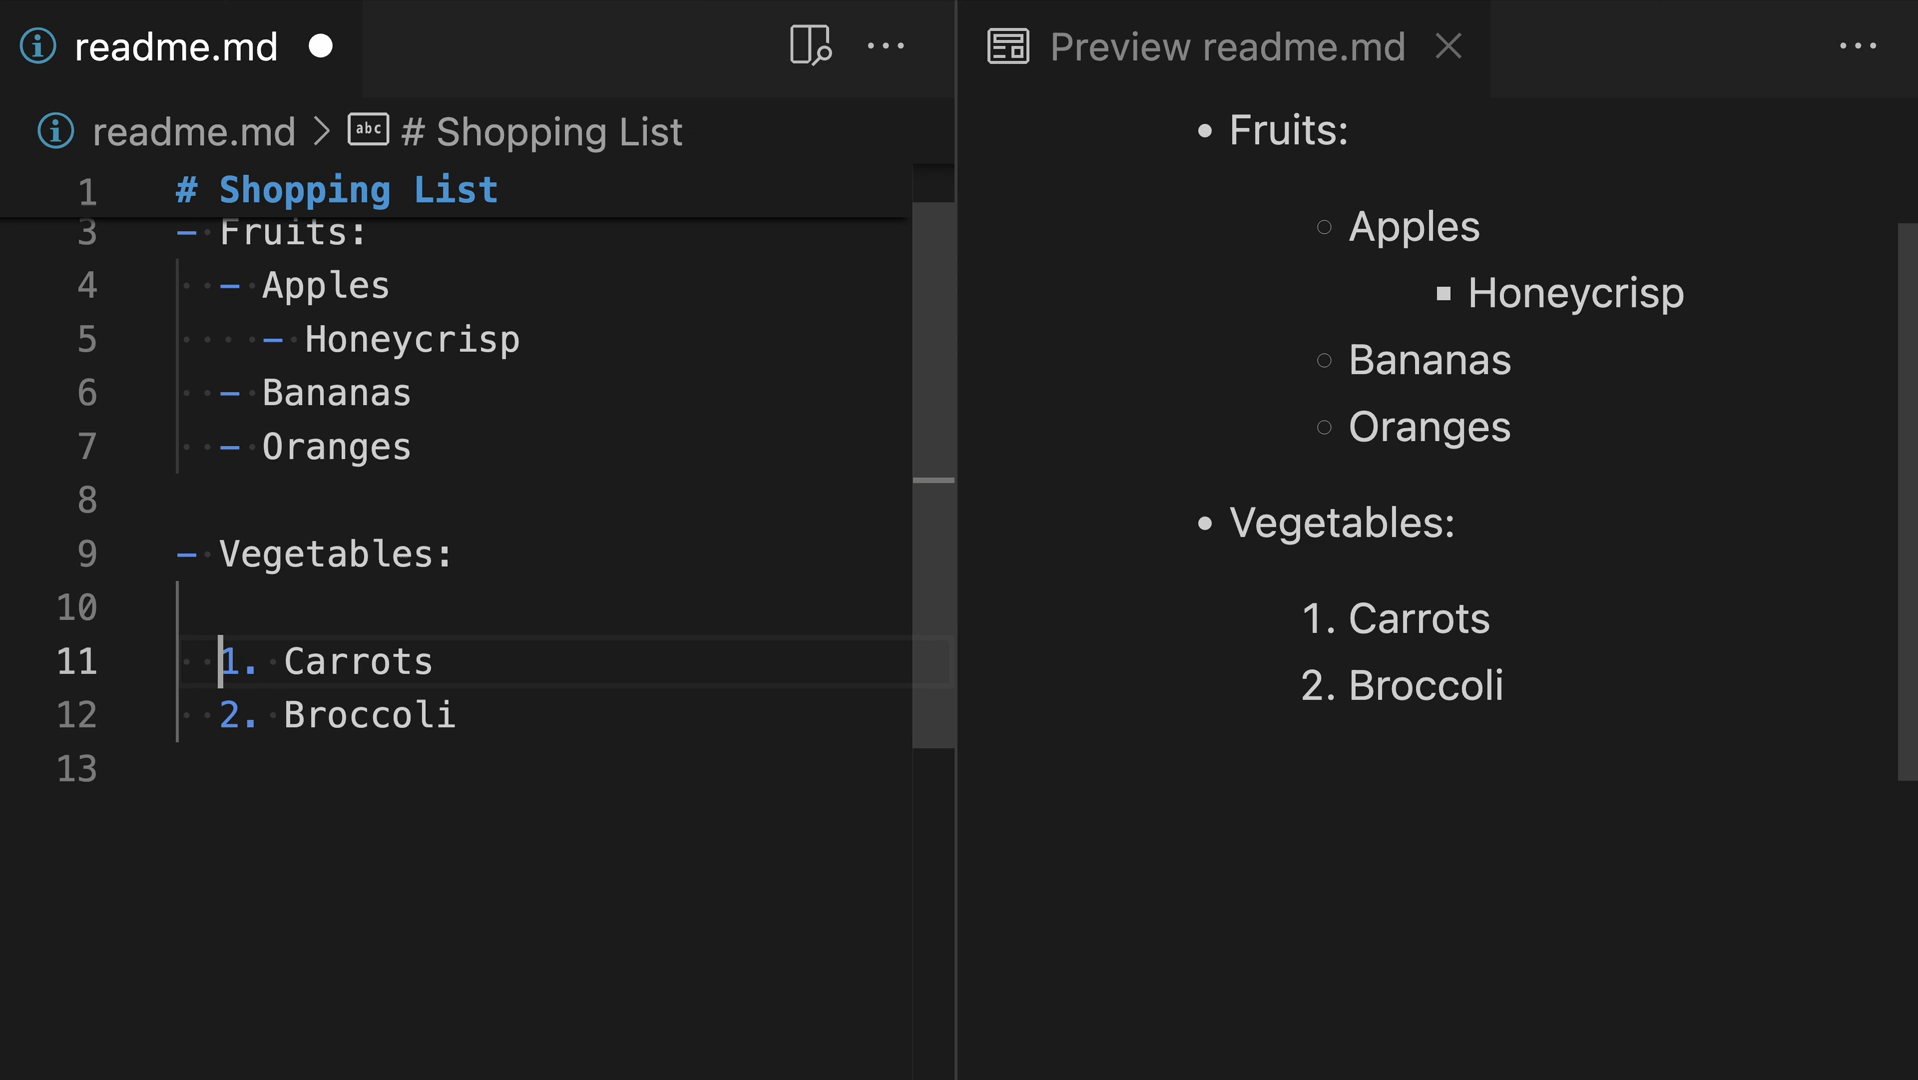 readme.md
readme.md > # Shopping List
1 # Shopping List
3 - Fruits:
4 - Apples
5 - Honeycrisp
6 - Bananas
7 - Oranges
8
9 - Vegetables:
10
11 1. Carrots
12 2. Broccoli
13
Preview readme.md
• Fruits:
○ Apples
▪ Honeycrisp
○ Bananas
○ Oranges
• Vegetables:
1. Carrots
2. Broccoli